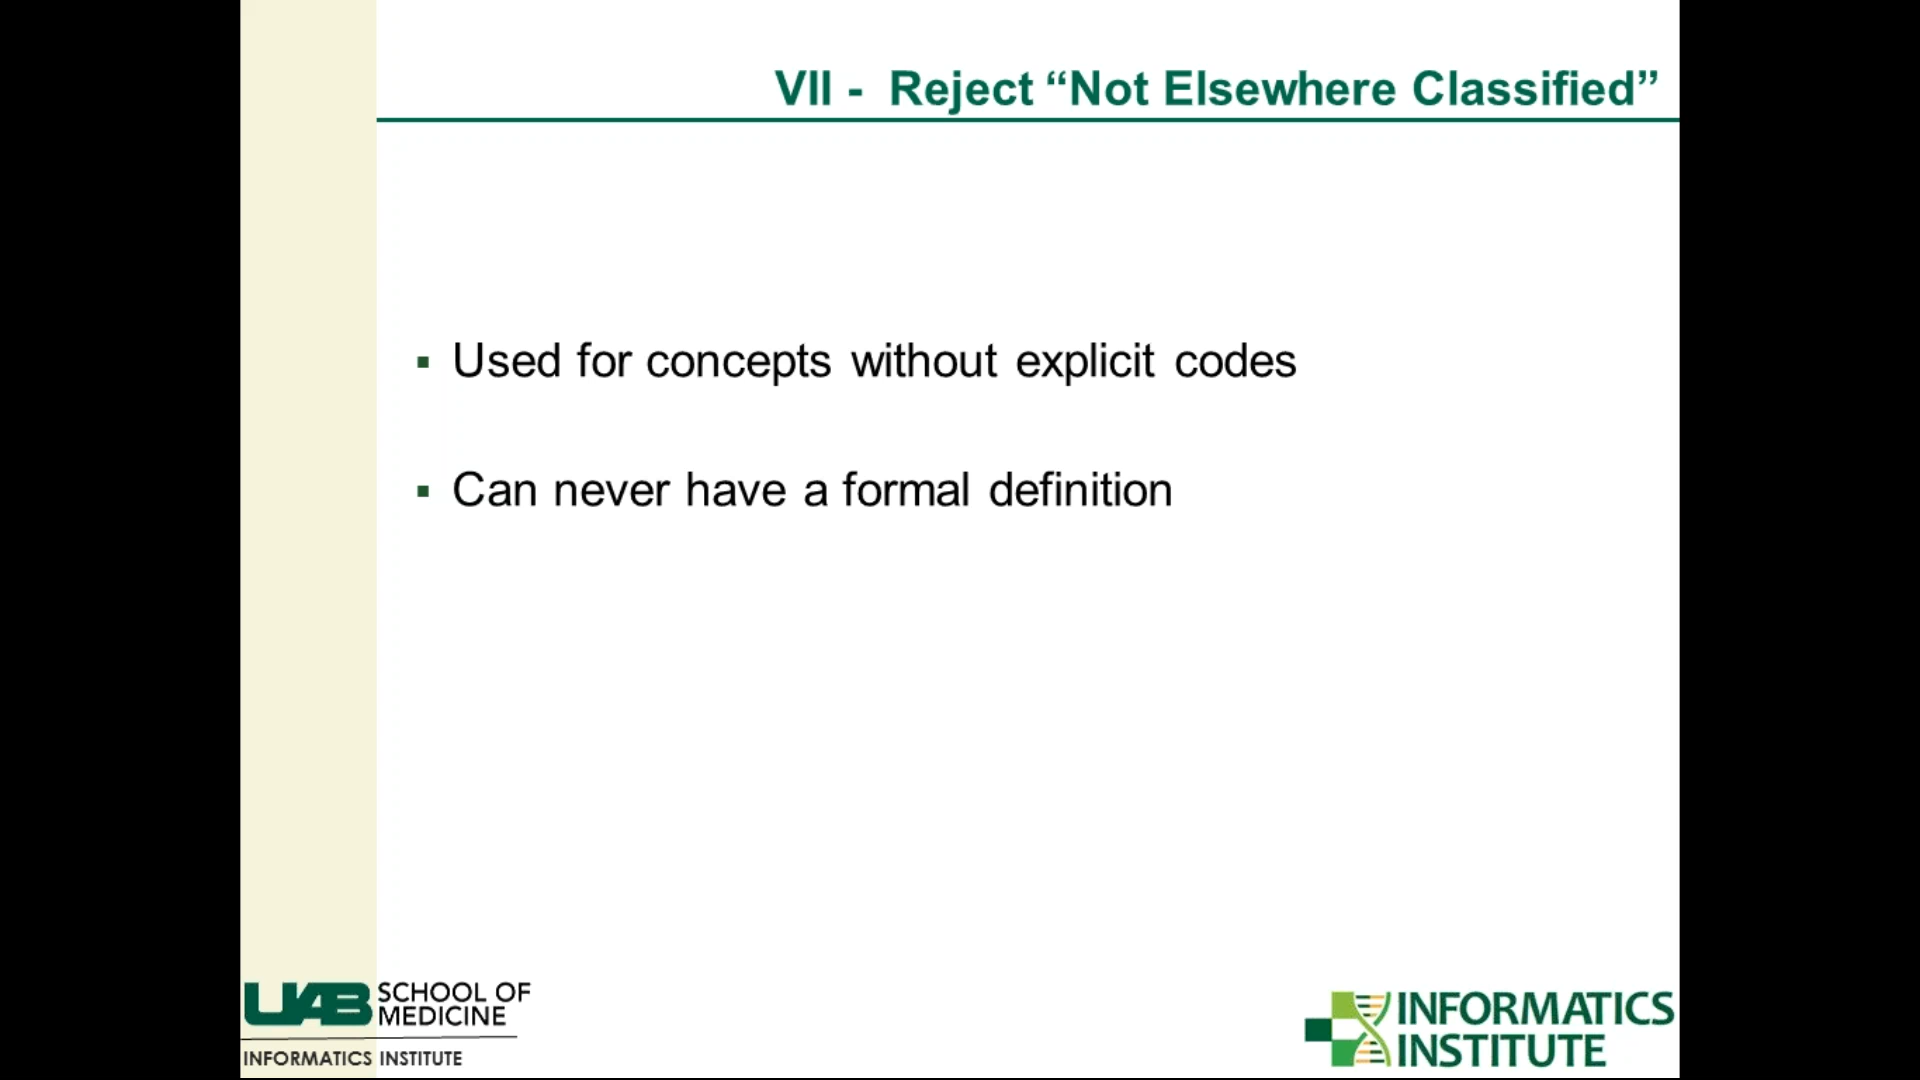 VII - Reject “Not Elsewhere Classified”
▪ Used for concepts without explicit codes
▪ Can never have a formal definition
UAB SCHOOL OF
MEDICINE
INFORMATICS INSTITUTE
INFORMATICS
INSTITUTE